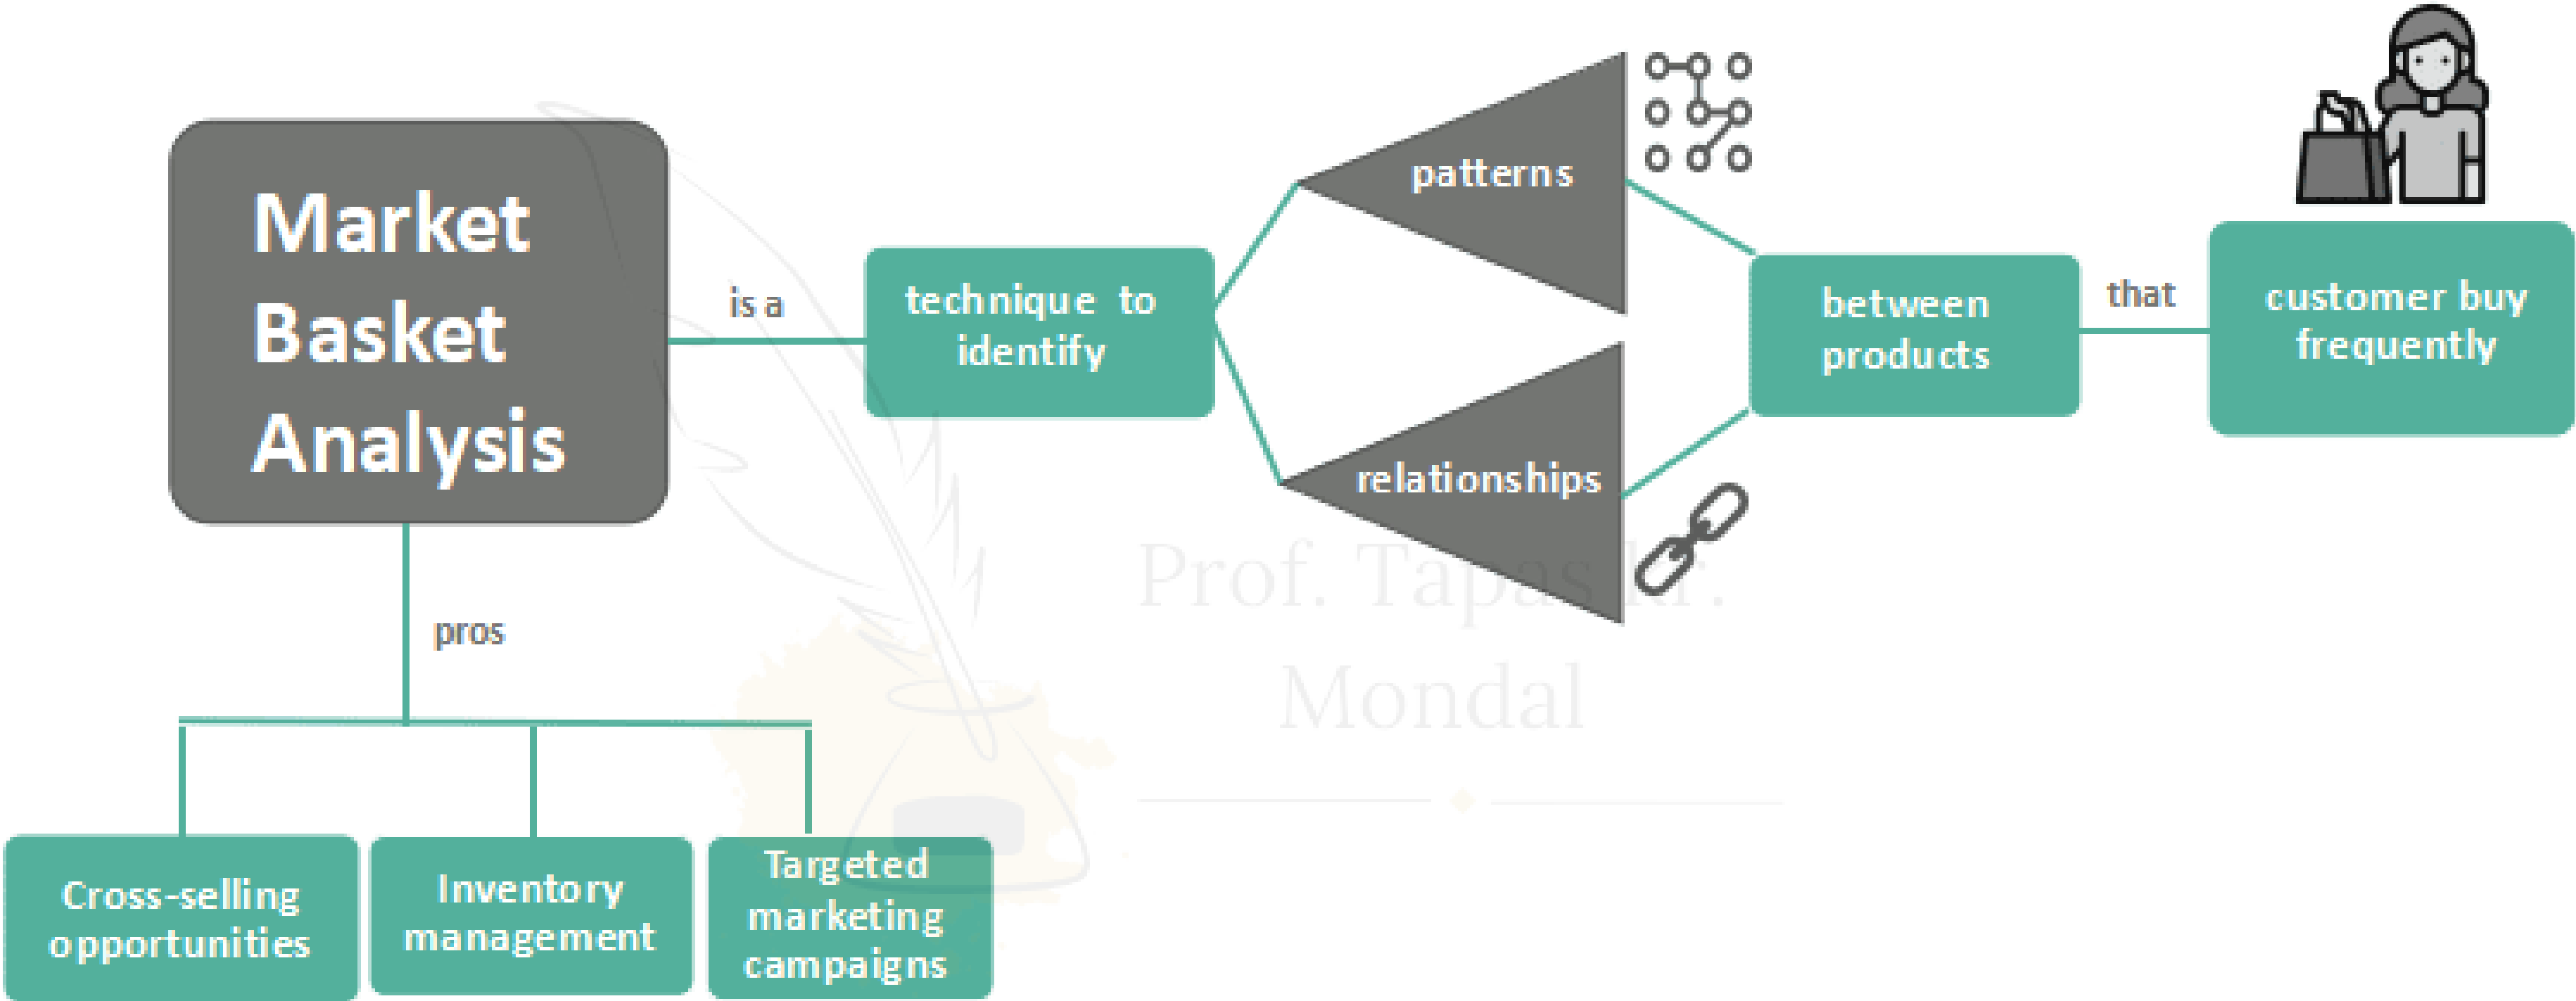 Market
Basket
Analysis
is a
technique to
identify
patterns
relationships
between
products
that
customer buy
frequently
pros
Cross-selling
opportunities
Inventory
management
Targeted
marketing
campaigns
Prof. Tapas kr.
Mondal